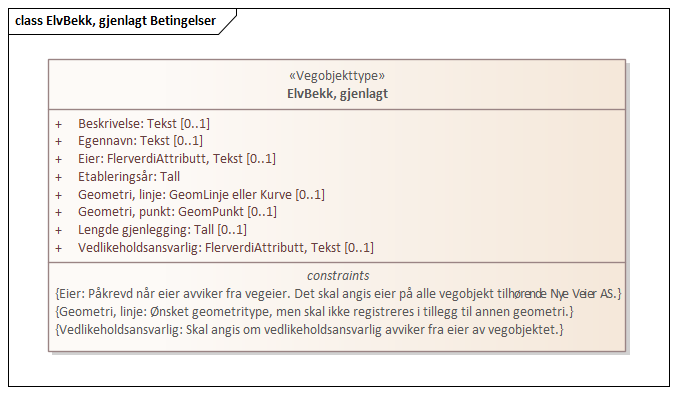 class ElvBekk, gjenlagt Betingelser
«Vegobjekttype»
ElvBekk, gjenlagt
+ Beskrivelse: Tekst [0..1]
+ Egennavn: Tekst [0..1]
+ Eier: FlerverdiAttributt, Tekst [0..1]
+ Etableringsår: Tall
+ Geometri, linje: GeomLinje eller Kurve [0..1]
+ Geometri, punkt: GeomPunkt [0..1]
+ Lengde gjenlegging: Tall [0..1]
+ Vedlikeholdsansvarlig: FlerverdiAttributt, Tekst [0..1]
constraints
{Eier: Påkrevd når eier avviker fra vegeier. Det skal angis eier på alle vegobjekt tilhørende Nye Veier AS.}
{Geometri, linje: Ønsket geometritype, men skal ikke registreres i tillegg til annen geometri.}
{Vedlikeholdsansvarlig: Skal angis om vedlikeholdsansvarlig avviker fra eier av vegobjektet.}